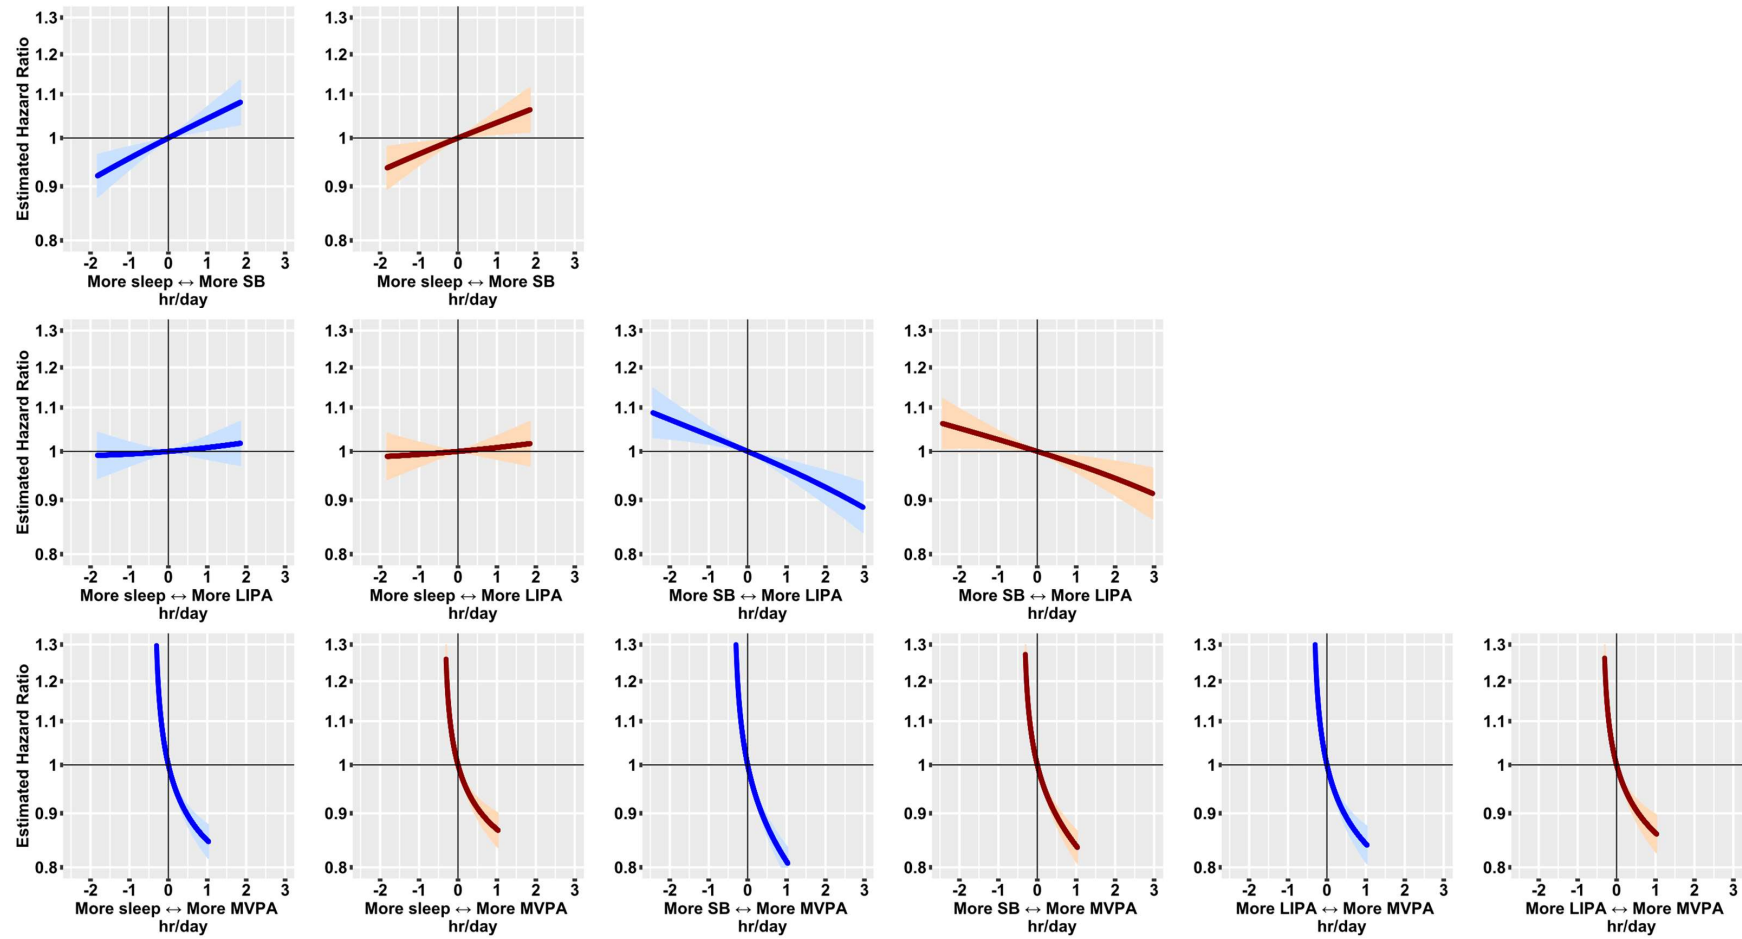 1.3
1.2
1.1
1
0.9
0.8
Estimated Hazard Ratio
-2 -1 0 1 2 3
More sleep ↔ More SB
hr/day
1.3
1.2
1.1
1
0.9
0.8
-2 -1 0 1 2 3
More sleep ↔ More SB
hr/day
1.3
1.2
1.1
1
0.9
0.8
Estimated Hazard Ratio
-2 -1 0 1 2 3
More sleep ↔ More LIPA
hr/day
1.3
1.2
1.1
1
0.9
0.8
-2 -1 0 1 2 3
More sleep ↔ More LIPA
hr/day
1.3
1.2
1.1
1
0.9
0.8
-2 -1 0 1 2 3
More SB ↔ More LIPA
hr/day
1.3
1.2
1.1
1
0.9
0.8
-2 -1 0 1 2 3
More SB ↔ More LIPA
hr/day
1.3
1.2
1.1
1
0.9
0.8
Estimated Hazard Ratio
-2 -1 0 1 2 3
More sleep ↔ More MVPA
hr/day
1.3
1.2
1.1
1
0.9
0.8
-2 -1 0 1 2 3
More sleep ↔ More MVPA
hr/day
1.3
1.2
1.1
1
0.9
0.8
-2 -1 0 1 2 3
More SB ↔ More MVPA
hr/day
1.3
1.2
1.1
1
0.9
0.8
-2 -1 0 1 2 3
More SB ↔ More MVPA
hr/day
1.3
1.2
1.1
1
0.9
0.8
-2 -1 0 1 2 3
More LIPA ↔ More MVPA
hr/day
1.3
1.2
1.1
1
0.9
0.8
-2 -1 0 1 2 3
More LIPA ↔ More MVPA
hr/day